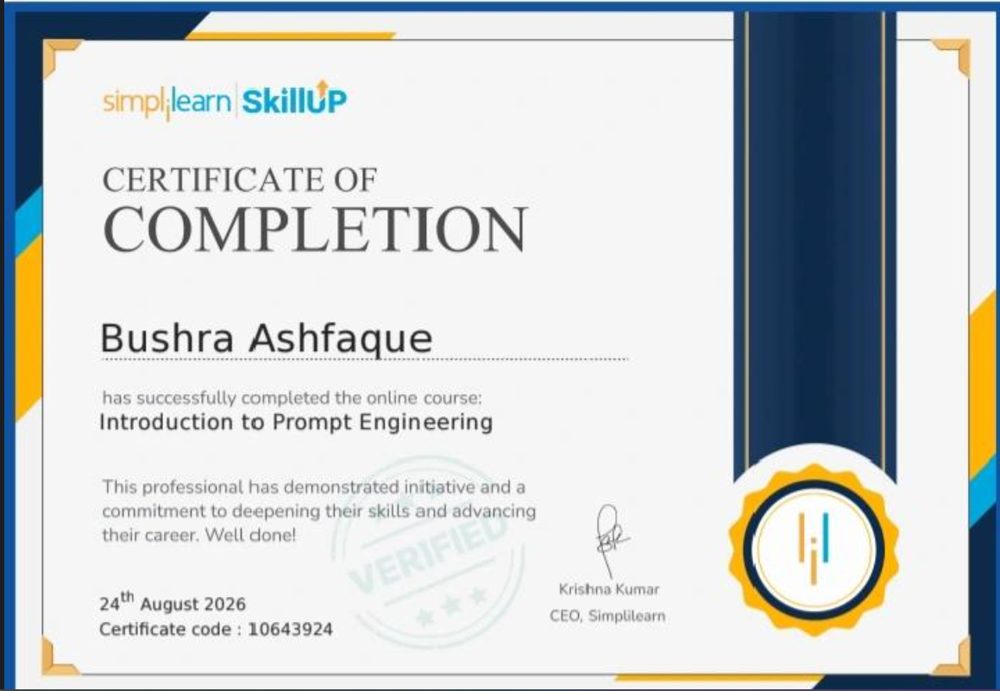 simplilearn | SkillUP
CERTIFICATE OF
COMPLETION
Bushra Ashfaque
has successfully completed the online course:
Introduction to Prompt Engineering
This professional has demonstrated initiative and a
commitment to deepening their skills and advancing
their career. Well done!
VERIFIED
24th August 2026
Certificate code : 10643924
Krishna Kumar
CEO, Simplilearn